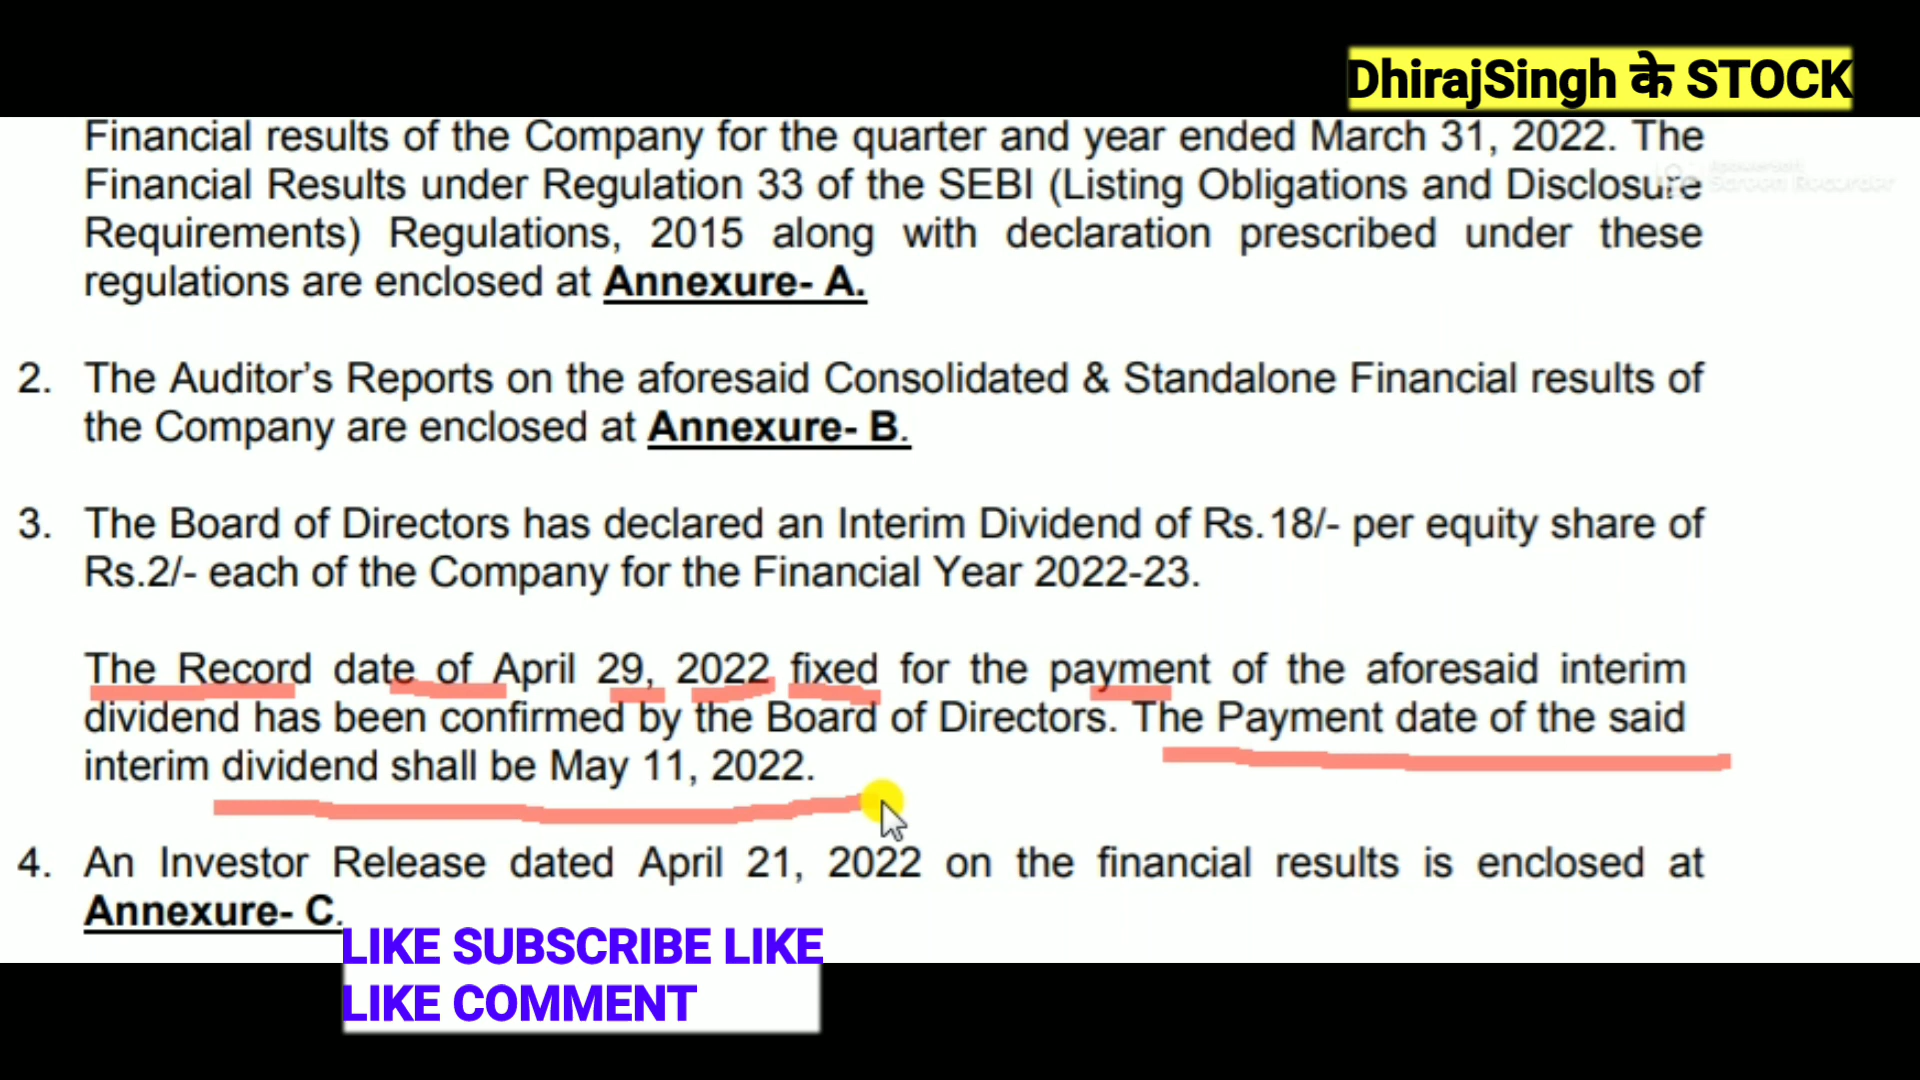 DhirajSingh के STOCK
Financial results of the Company for the quarter and year ended March 31, 2022. The
Financial Results under Regulation 33 of the SEBI (Listing Obligations and Disclosure
Screen Recorder
Requirements) Regulations, 2015 along with declaration prescribed under these
regulations are enclosed at Annexure- A.
2. The Auditor's Reports on the aforesaid Consolidated & Standalone Financial results of
the Company are enclosed at Annexure- B.
3. The Board of Directors has declared an Interim Dividend of Rs.18/- per equity share of
Rs.2/- each of the Company for the Financial Year 2022-23.
The Record date of April 29, 2022 fixed for the payment of the aforesaid interim
dividend has been confirmed by the Board of Directors. The Payment date of the said
interim dividend shall be May 11, 2022.
4. An Investor Release dated April 21, 2022 on the financial results is enclosed at
Annexure- C.
LIKE SUBSCRIBE LIKE
LIKE COMMENT